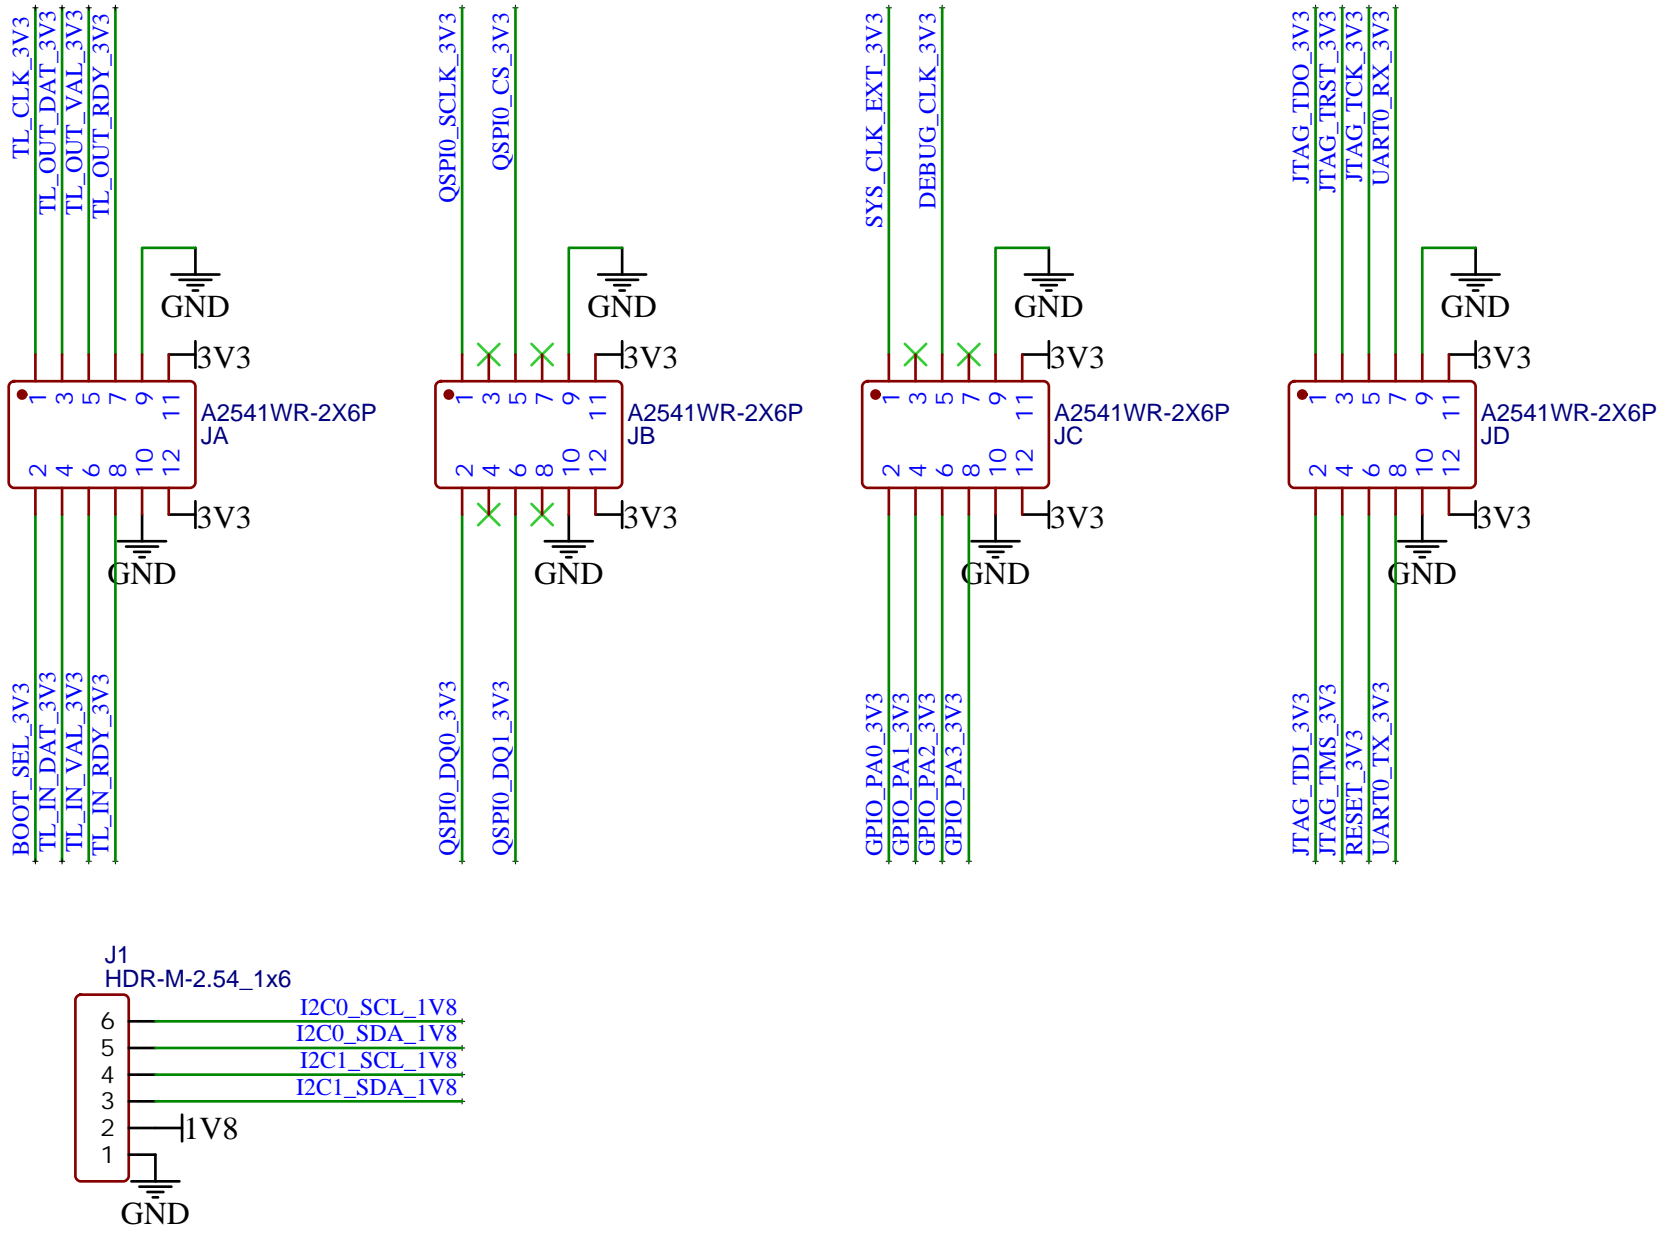 TL_CLK_3V3
TL_OUT_DAT_3V3
TL_OUT_VAL_3V3
TL_OUT_RDY_3V3
GND
3V3
1 3 5 7 9 11
A2541WR-2X6P
JA
2 4 6 8 10 12
3V3
GND
BOOT_SEL_3V3
TL_IN_DAT_3V3
TL_IN_VAL_3V3
TL_IN_RDY_3V3
QSPI0_SCLK_3V3
QSPI0_CS_3V3
GND
3V3
1 3 5 7 9 11
A2541WR-2X6P
JB
2 4 6 8 10 12
3V3
GND
QSPI0_DQ0_3V3
QSPI0_DQ1_3V3
SYS_CLK_EXT_3V3
DEBUG_CLK_3V3
GND
3V3
1 3 5 7 9 11
A2541WR-2X6P
JC
2 4 6 8 10 12
3V3
GND
GPIO_PA0_3V3
GPIO_PA1_3V3
GPIO_PA2_3V3
GPIO_PA3_3V3
JTAG_TDO_3V3
JTAG_TRST_3V3
JTAG_TCK_3V3
UART0_RX_3V3
GND
3V3
1 3 5 7 9 11
A2541WR-2X6P
JD
2 4 6 8 10 12
3V3
GND
JTAG_TDI_3V3
JTAG_TMS_3V3
RESET_3V3
UART0_TX_3V3
J1
HDR-M-2.54_1x6
6 I2C0_SCL_1V8
5 I2C0_SDA_1V8
4 I2C1_SCL_1V8
3 I2C1_SDA_1V8
2 1V8
1
GND